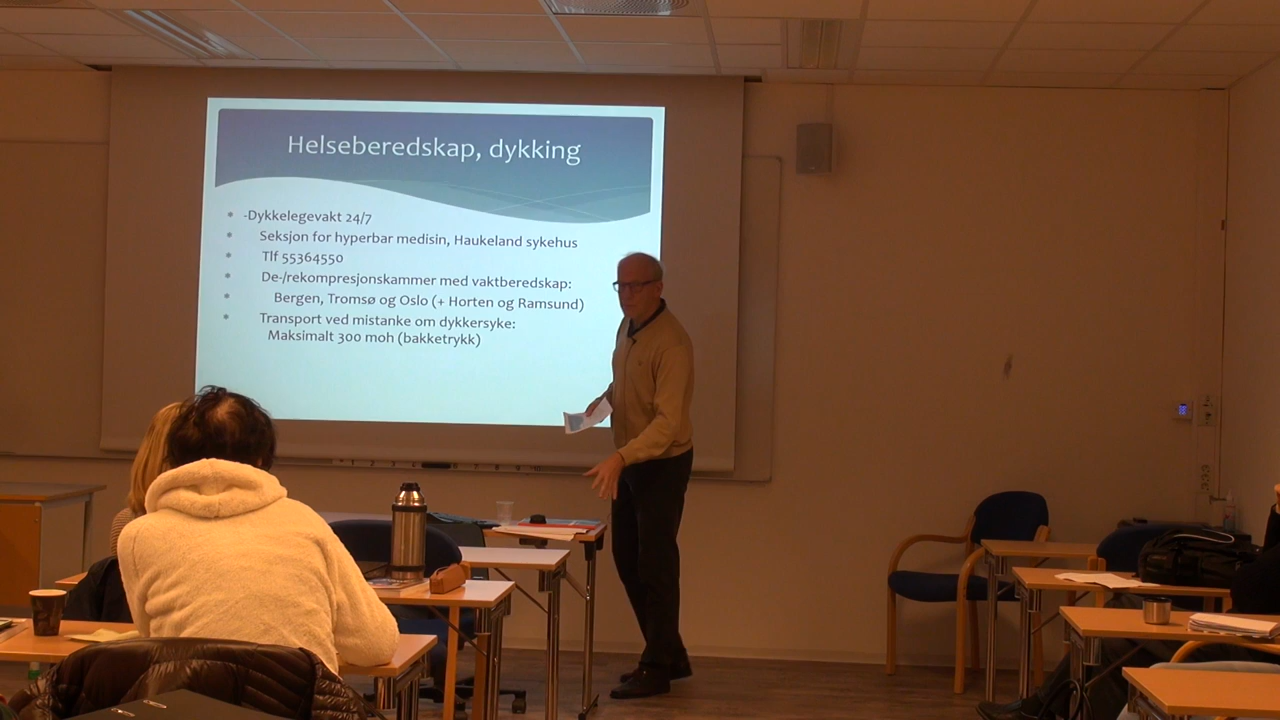 Helseberedskap, dykking
-Dykkelegevakt 24/7
Seksjon for hyperbar medisin, Haukeland sykehus
Tlf 55364550
De-/rekompresjonskammer med vaktberedskap:
Bergen, Tromsø og Oslo (+ Horten og Ramsund)
Transport ved mistanke om dykkersyke:
Maksimalt 300 moh (bakketrykk)